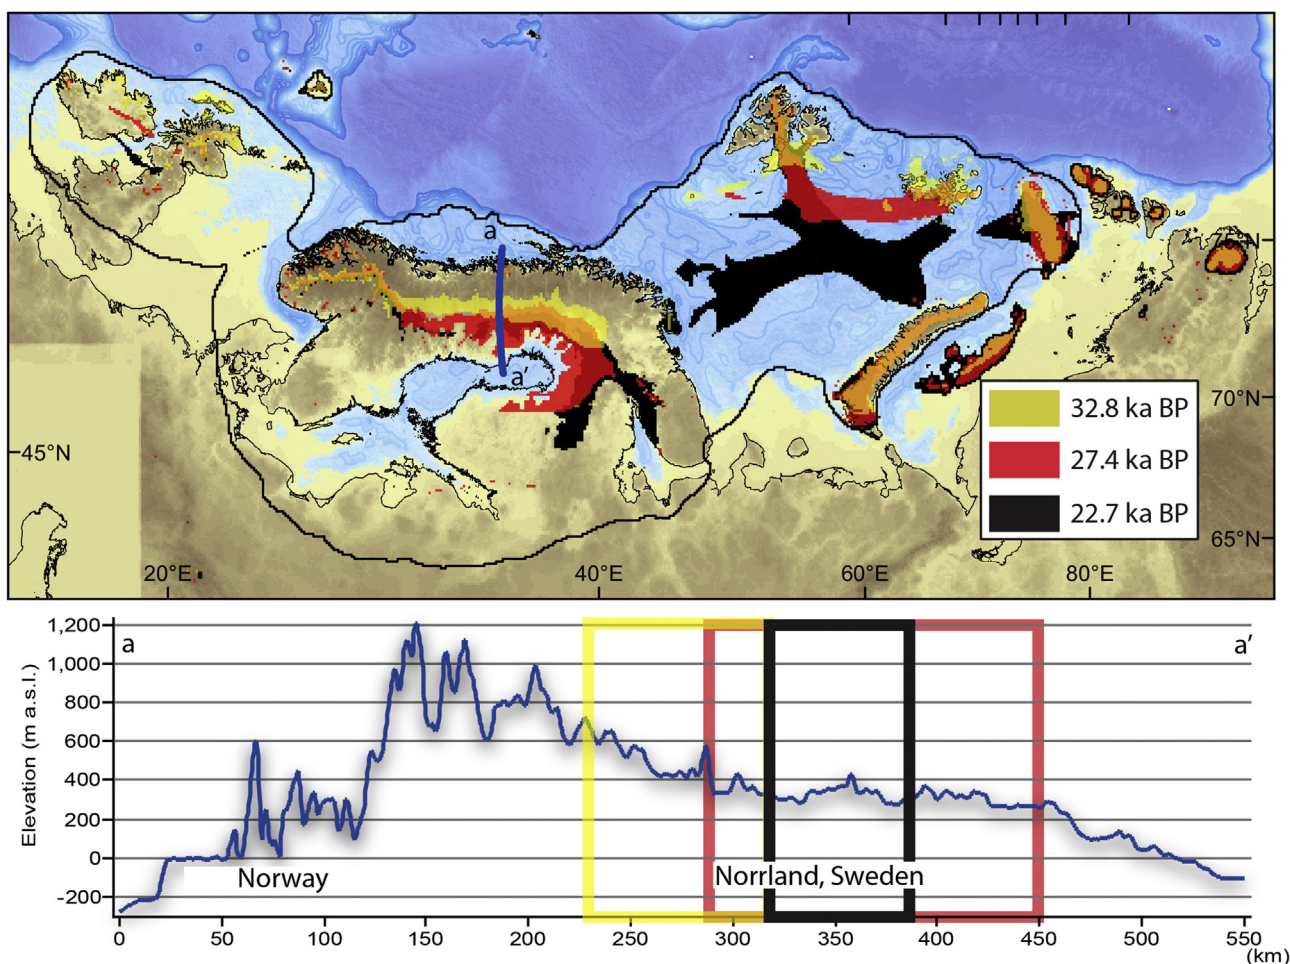 a
a’
32.8 ka BP
27.4 ka BP
22.7 ka BP
N
70°N
65°N
45°N
20°E
40°E
60°E
80°E
Elevation (m a.s.l.)
1,200
1,000
800
600
400
200
0
-200
a
a’
Norway
Norrland, Sweden
0 50 100 150 200 250 300 350 400 450 500 550
(km)